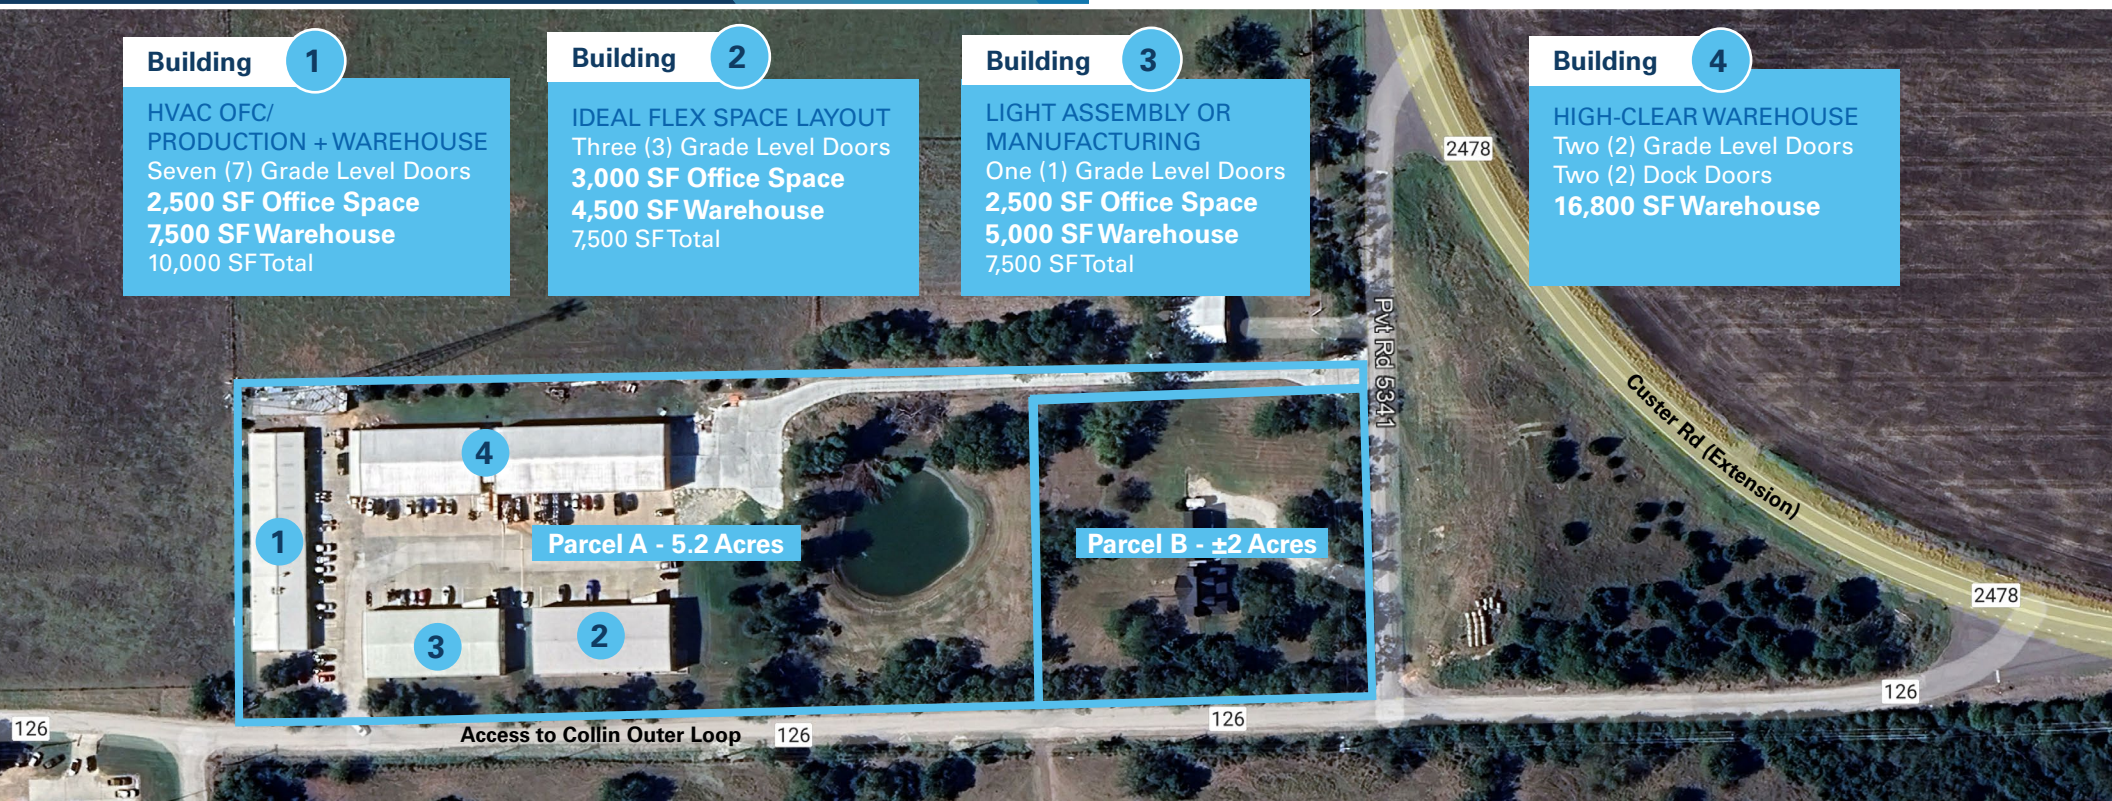 Building 1
HVAC OFC/
PRODUCTION + WAREHOUSE
Seven (7) Grade Level Doors
2,500 SF Office Space
7,500 SF Warehouse
10,000 SF Total
Building 2
IDEAL FLEX SPACE LAYOUT
Three (3) Grade Level Doors
3,000 SF Office Space
4,500 SF Warehouse
7,500 SF Total
Building 3
LIGHT ASSEMBLY OR
MANUFACTURING
One (1) Grade Level Doors
2,500 SF Office Space
5,000 SF Warehouse
7,500 SF Total
Building 4
HIGH-CLEAR WAREHOUSE
Two (2) Grade Level Doors
Two (2) Dock Doors
16,800 SF Warehouse
2478
Pvt Rd 5341
Custer Rd (Extension)
4
1
Parcel A - 5.2 Acres
Parcel B - ±2 Acres
2478
3
2
126
126
Access to Collin Outer Loop
126
126